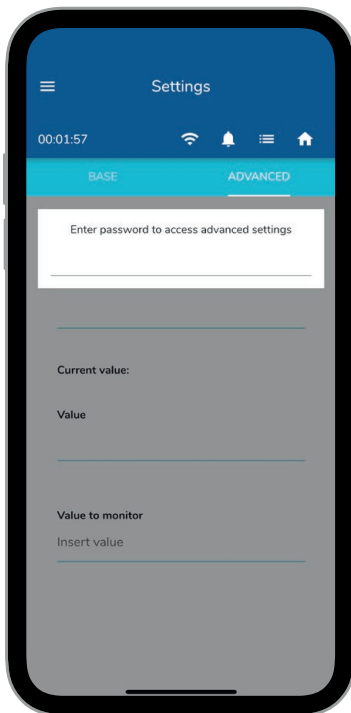 Settings
00:01:57
BASE ADVANCED
Enter password to access advanced settings
Current value:
Value
Value to monitor
Insert value